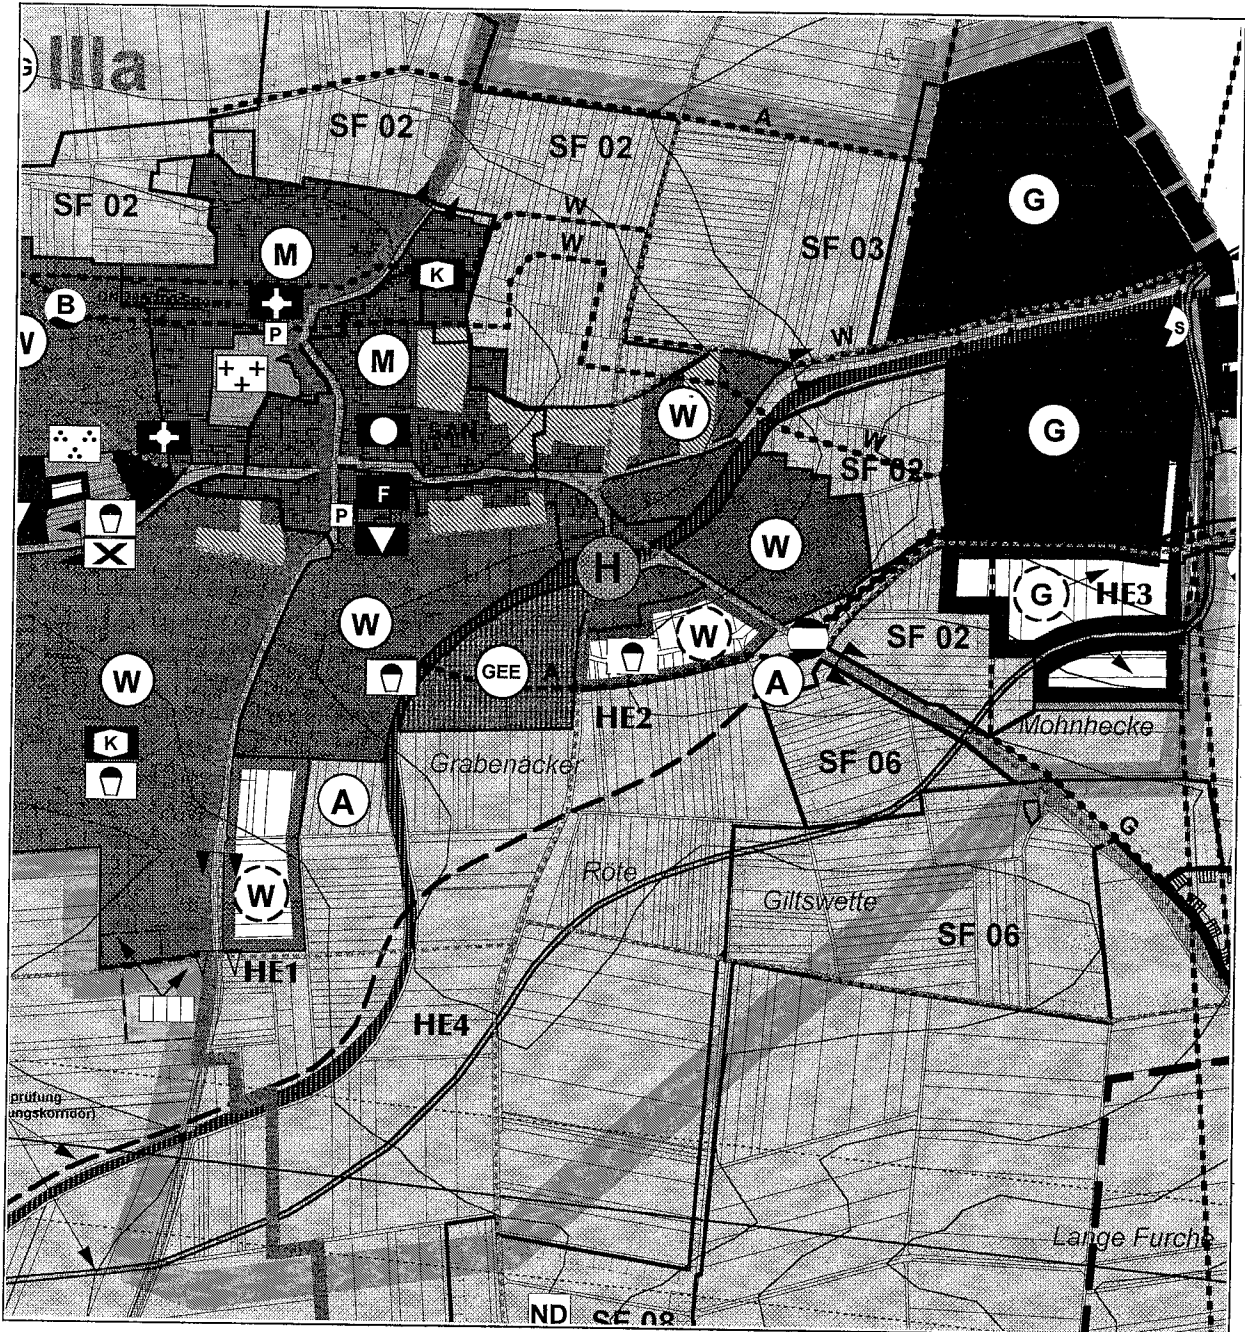 G
IIIa
SF 02
A
SF 02
SF 02
G
W
W
SF 03
M
K
B
P
W
W
S
M
W
G
SAN
W
SF 02
F
P
W
H
G
HE3
W
W
SF 02
W
GEE
A
A
HE2
Mohnhecke
K
Grabenäcker
SF 06
A
G
Röte
Giltswette
W
SF 06
HE1
HE4
prüfung
ungskorridor)
Lange Furche
ND
SF 08